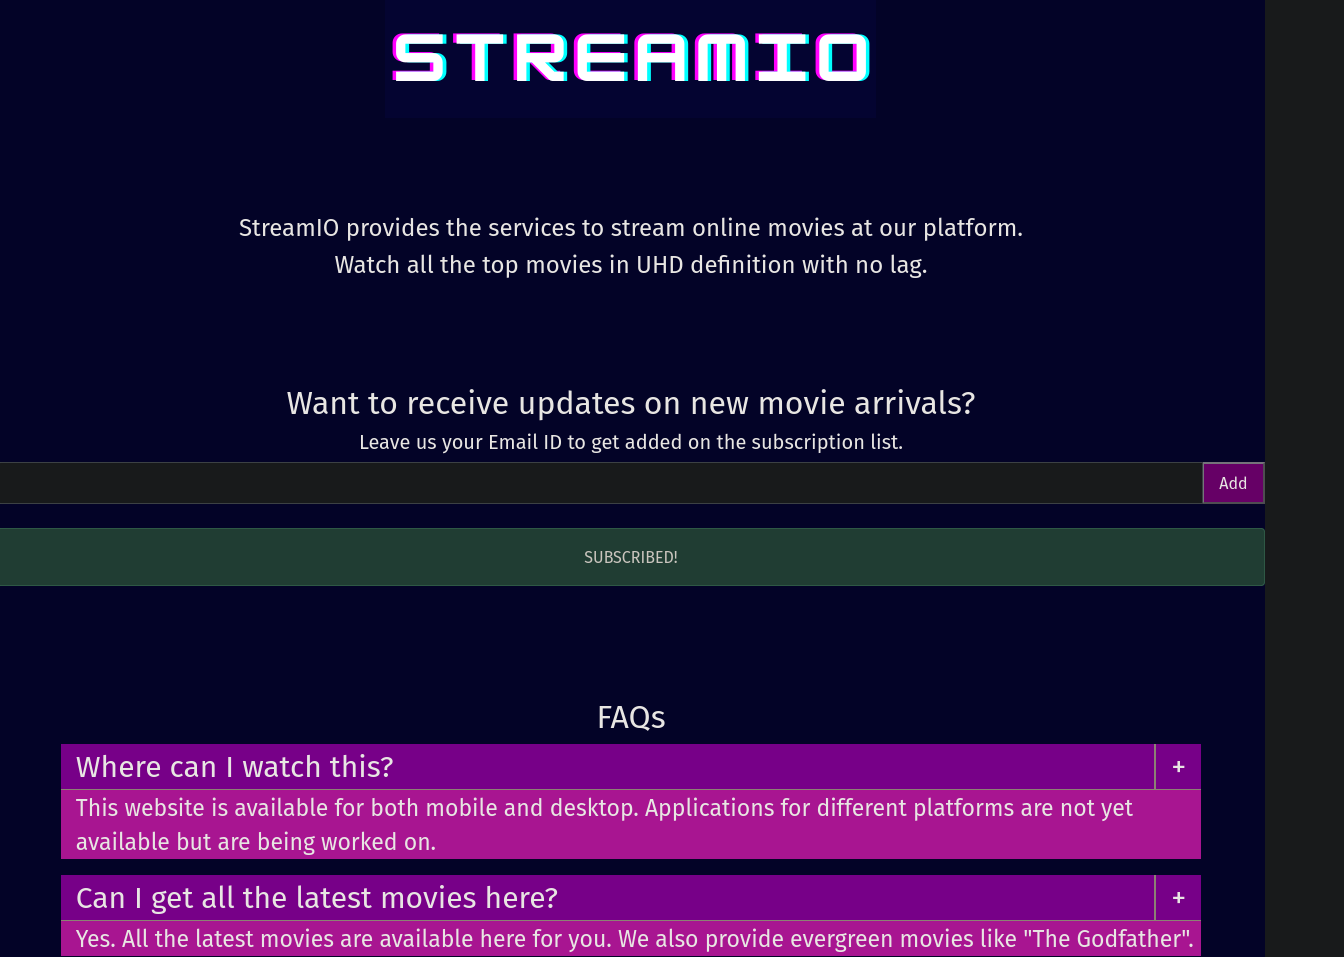 STREAMIO
StreamIO provides the services to stream online movies at our platform.
Watch all the top movies in UHD definition with no lag.
Want to receive updates on new movie arrivals?
Leave us your Email ID to get added on the subscription list.
Add
SUBSCRIBED!
FAQs
Where can I watch this?
+
This website is available for both mobile and desktop. Applications for different platforms are not yet
available but are being worked on.
Can I get all the latest movies here?
+
Yes. All the latest movies are available here for you. We also provide evergreen movies like "The Godfather".